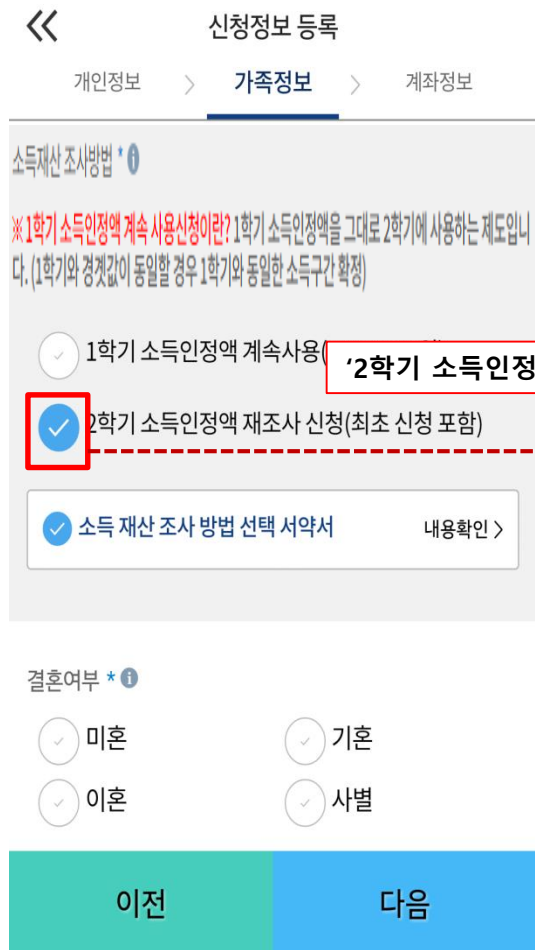 신청정보 등록
개인정보 > 가족정보 > 계좌정보
소득재산 조사방법 *
※ 1학기 소득인정액 계속 사용신청이란? 1학기 소득인정액을 그대로 2학기에 사용하는 제도입니
다. (1학기와 경곗값이 동일할 경우 1학기와 동일한 소득구간 확정)
1학기 소득인정액 계속사용(
‘2학기 소득인정
2학기 소득인정액 재조사 신청(최초 신청 포함)
소득 재산 조사 방법 선택 서약서 내용확인 >
결혼여부 *
미혼 기혼
이혼 사별
이전 다음